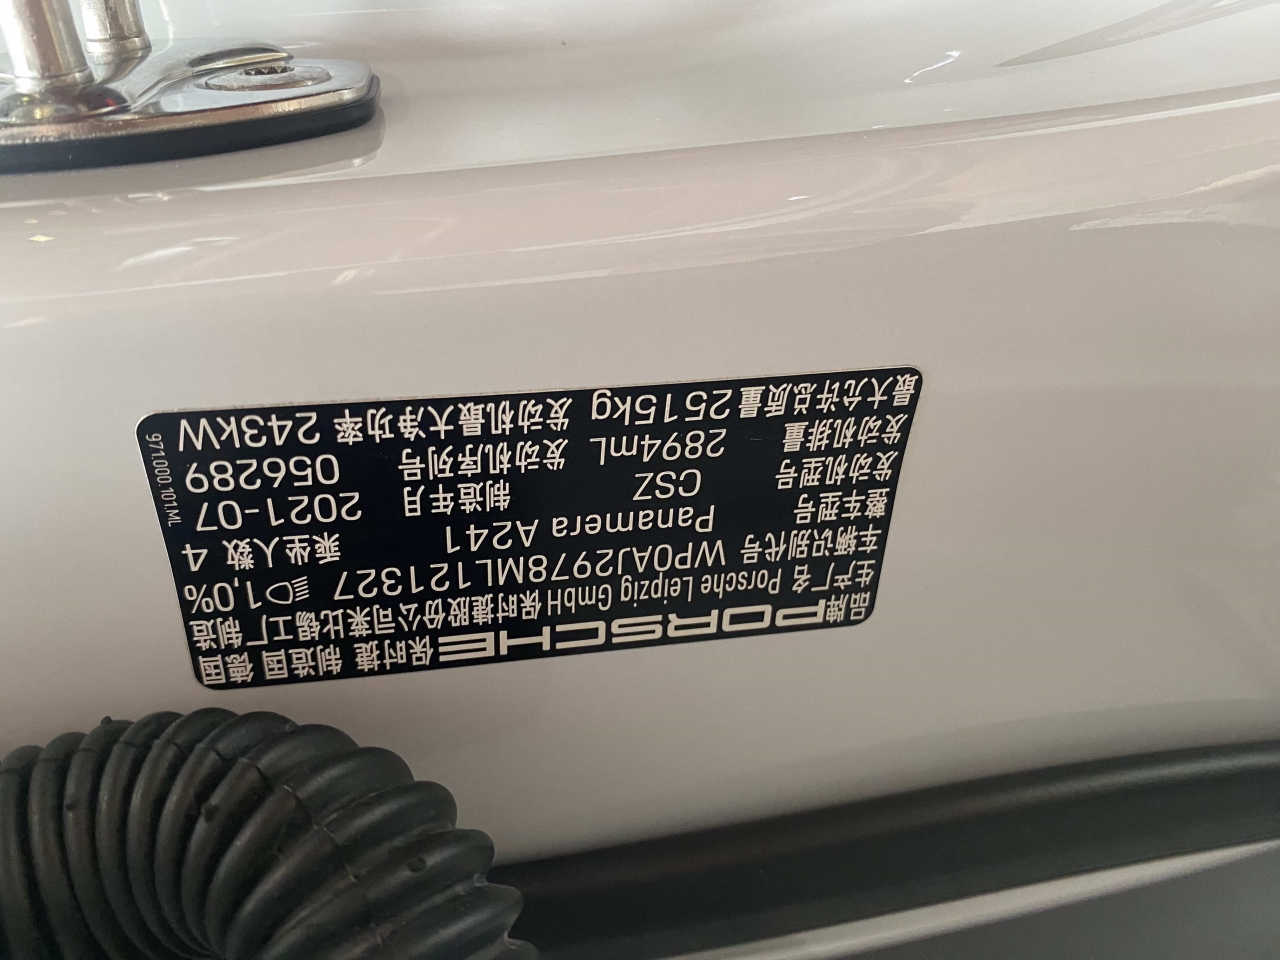 品牌 PORSCHE 保时捷 制造国 德国
生产厂名 Porsche Leipzig GmbH 保时捷股份公司莱比锡工厂 制造
车辆识别代号 WP0AJ2978ML121327 1,0%
整车型号 Panamera A241 乘坐人数 4
发动机型号 CSZ 制造年月 2021-07
发动机排量 2894mL 发动机序列号 056289
最大允许总质量 2515kg 发动机最大净功率 243kW
971.000.101.ML